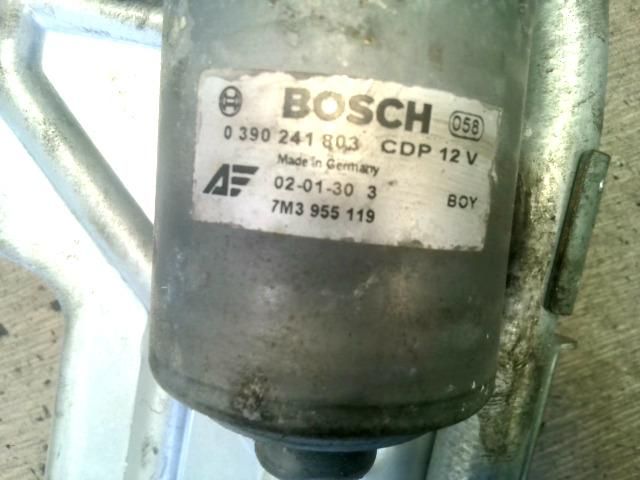 BOSCH 058
0 390 241 803 CDP 12 V
Made in Germany
02-01-30 3 BOY
7M3 955 119